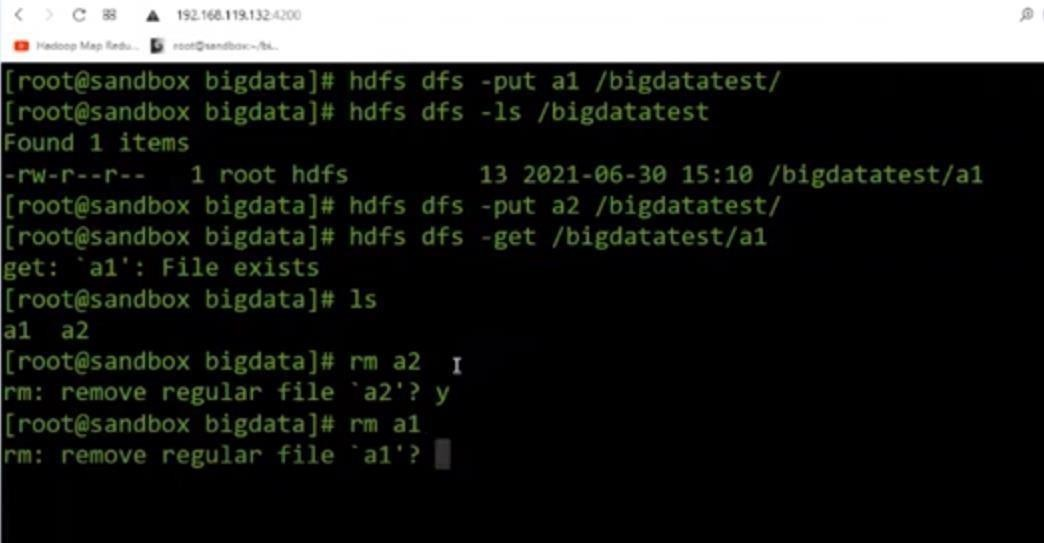 192.168.119.132:4200
Hadoop Map Redu... root@sandbox:~/bi...
[root@sandbox bigdata]# hdfs dfs -put a1 /bigdatatest/
[root@sandbox bigdata]# hdfs dfs -ls /bigdatatest
Found 1 items
-rw-r--r--   1 root hdfs         13 2021-06-30 15:10 /bigdatatest/a1
[root@sandbox bigdata]# hdfs dfs -put a2 /bigdatatest/
[root@sandbox bigdata]# hdfs dfs -get /bigdatatest/a1
get: `a1': File exists
[root@sandbox bigdata]# ls
a1  a2
[root@sandbox bigdata]# rm a2
rm: remove regular file `a2'? y
[root@sandbox bigdata]# rm a1
rm: remove regular file `a1'?